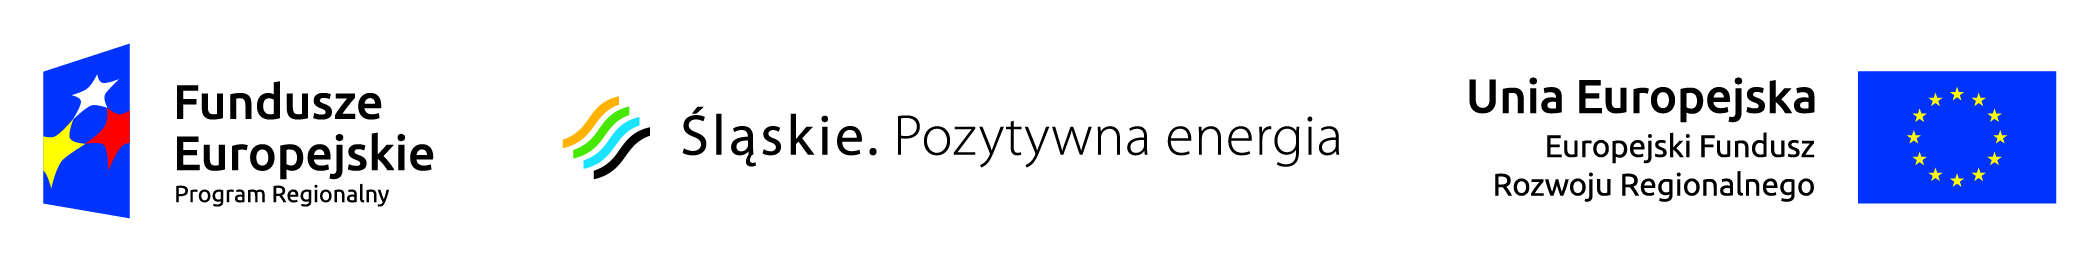 Fundusze
Europejskie
Program Regionalny
Śląskie. Pozytywna energia
Unia Europejska
Europejski Fundusz
Rozwoju Regionalnego